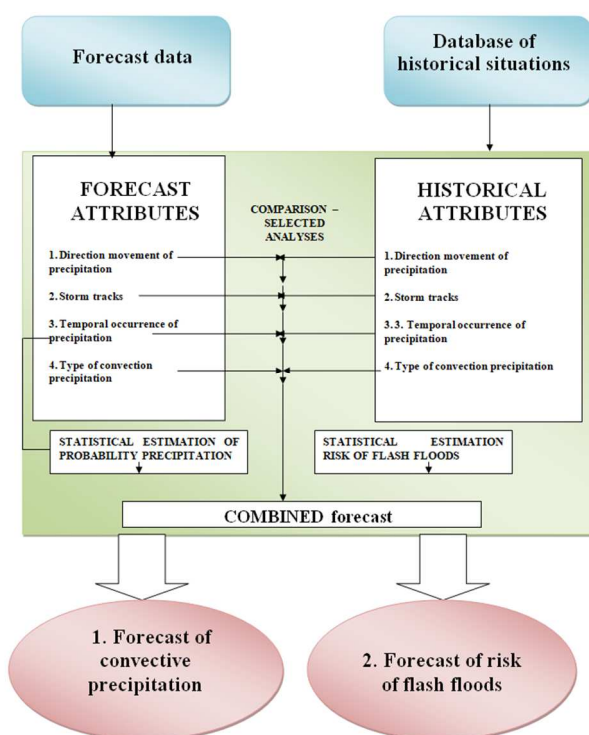 Forecast data
Database of
historical situations
FORECAST
ATTRIBUTES
1. Direction movement of
precipitation
2. Storm tracks
3. Temporal occurrence of
precipitation
4. Type of convection
precipitation
COMPARISON –
SELECTED
ANALYSES
HISTORICAL
ATTRIBUTES
1. Direction movement of
precipitation
2. Storm tracks
3.3. Temporal occurrence of
precipitation
4. Type of convection precipitation
STATISTICAL ESTIMATION OF
PROBABILITY PRECIPITATION
STATISTICAL ESTIMATION
RISK OF FLASH FLOODS
COMBINED forecast
1. Forecast of
convective
precipitation
2. Forecast of risk
of flash floods